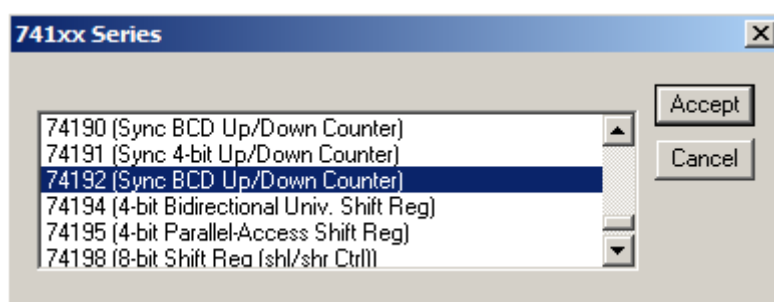 741xx Series
74190 (Sync BCD Up/Down Counter)
74191 (Sync 4-bit Up/Down Counter)
74192 (Sync BCD Up/Down Counter)
74194 (4-bit Bidirectional Univ. Shift Reg)
74195 (4-bit Parallel-Access Shift Reg)
74198 (8-bit Shift Reg (shl/shr Ctrl))
Accept
Cancel